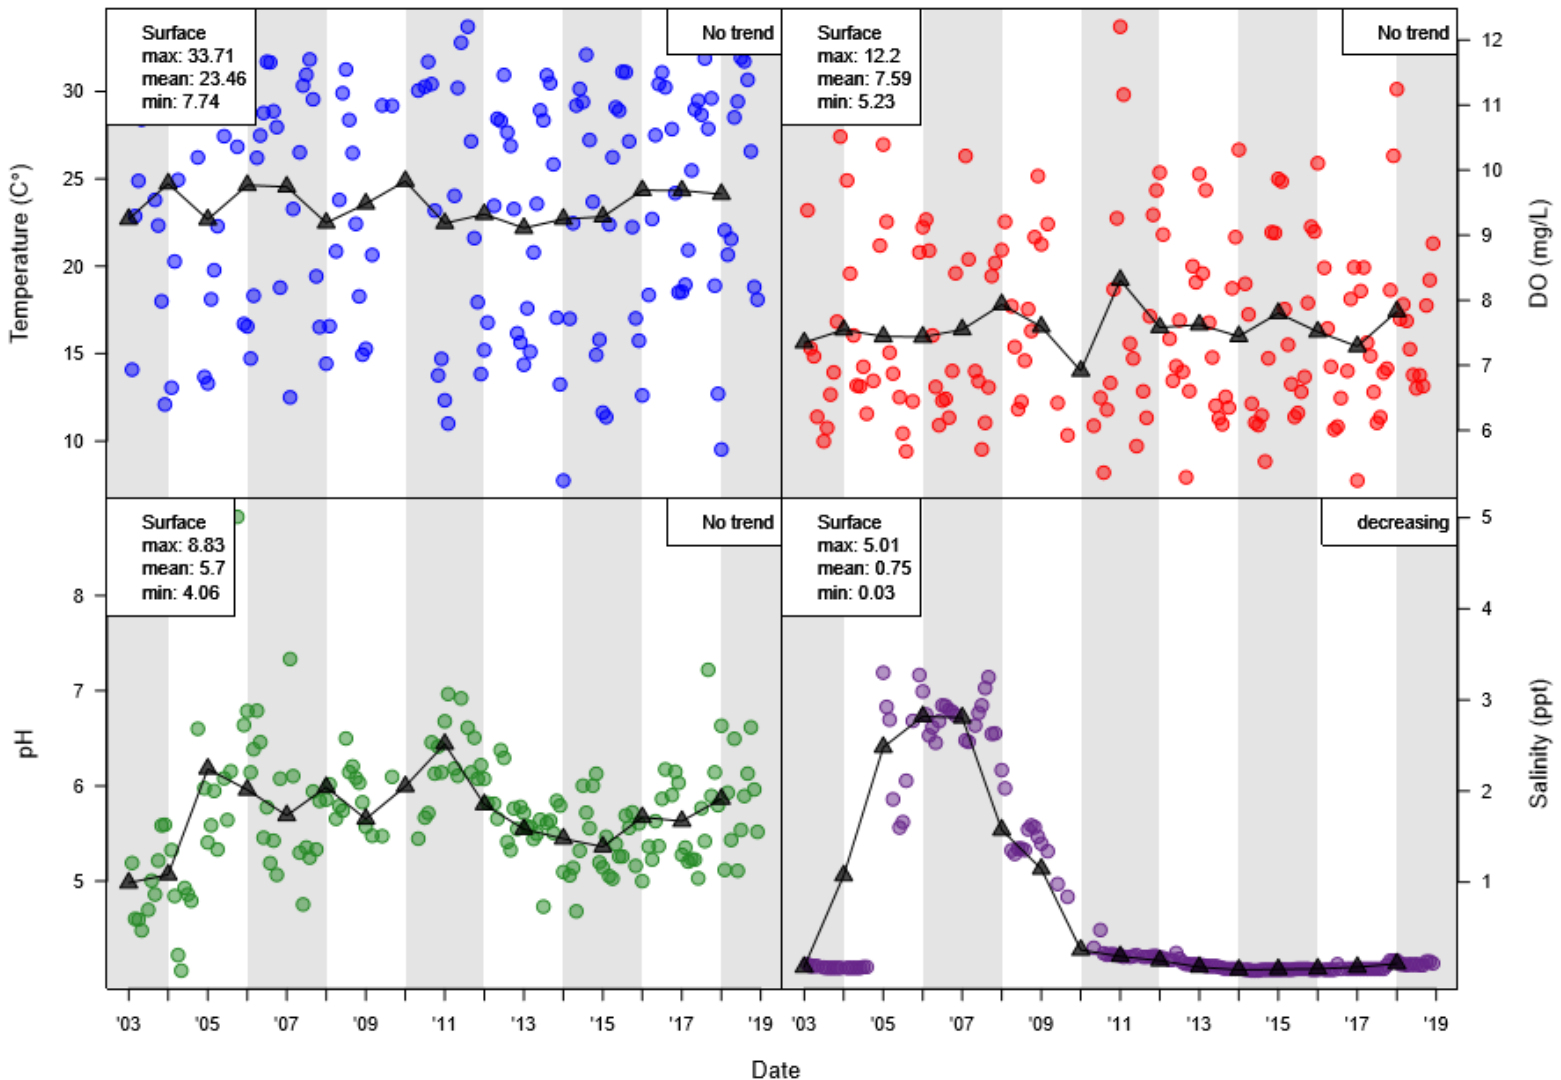 Surface
max: 33.71
mean: 23.46
min: 7.74
No trend
Surface
max: 12.2
mean: 7.59
min: 5.23
No trend
30
25
20
15
10
Temperature (C°)
12
11
10
9
8
7
6
DO (mg/L)
Surface
max: 8.83
mean: 5.7
min: 4.06
No trend
Surface
max: 5.01
mean: 0.75
min: 0.03
decreasing
8
7
6
5
pH
5
4
3
2
1
Salinity (ppt)
'03 '05 '07 '09 '11 '13 '15 '17 '19 '03 '05 '07 '09 '11 '13 '15 '17 '19
Date